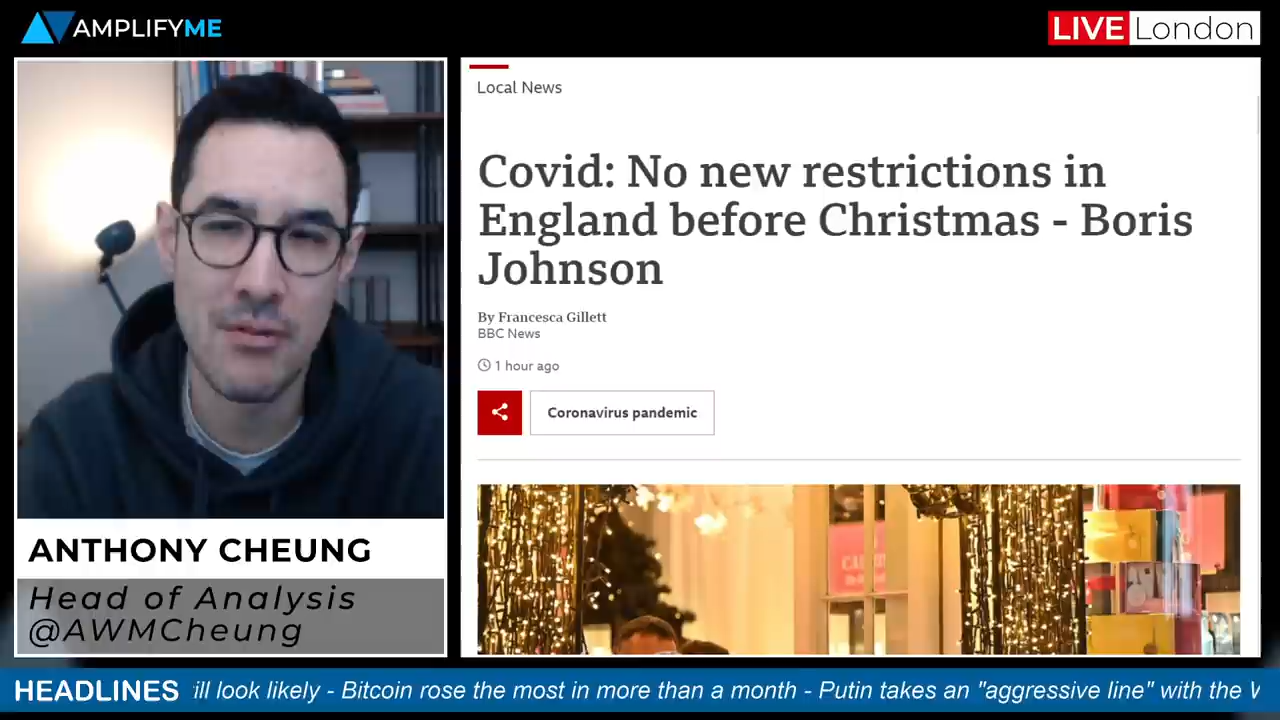 AMPLIFYME
LIVE London
Local News
Covid: No new restrictions in
England before Christmas - Boris
Johnson
By Francesca Gillett
BBC News
1 hour ago
Coronavirus pandemic
ANTHONY CHEUNG
Head of Analysis
@AWMCheung
HEADLINES look likely - Bitcoin rose the most in more than a month - Putin takes an "aggressive line" with the